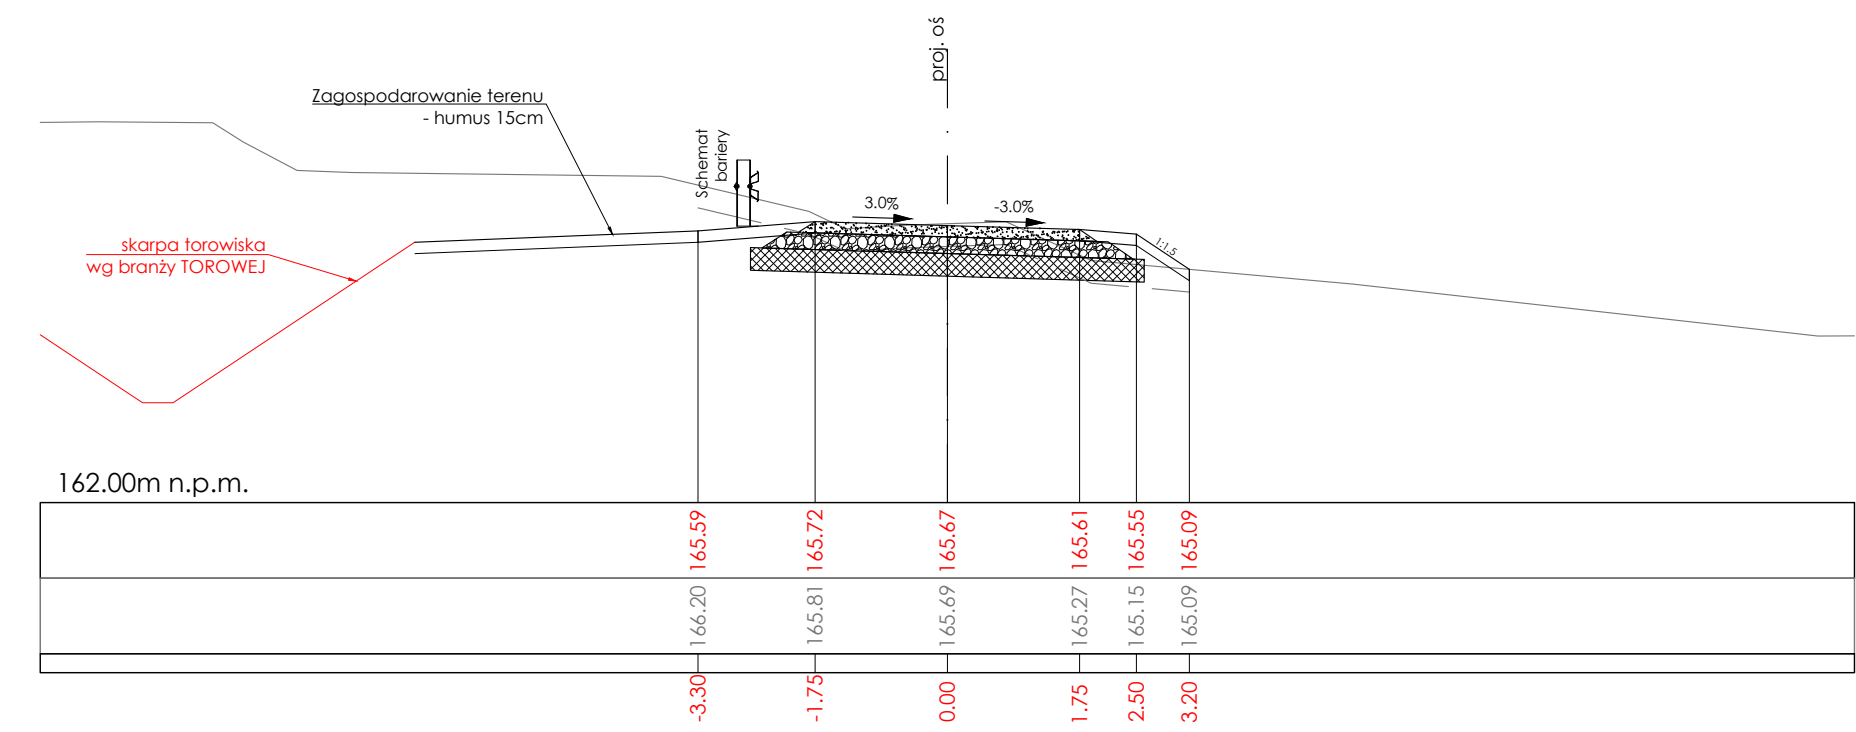 proj. oś
Zagospodarowanie terenu
- humus 15cm
Schemat
bariery
3.0%
-3.0%
1:1.5
skarpa torowiska
wg branży TOROWEJ
162.00m n.p.m.
165.59 165.72 165.67 165.61 165.55 165.09
166.20 165.81 165.69 165.27 165.15 165.09
-3.30 -1.75 0.00 1.75 2.50 3.20